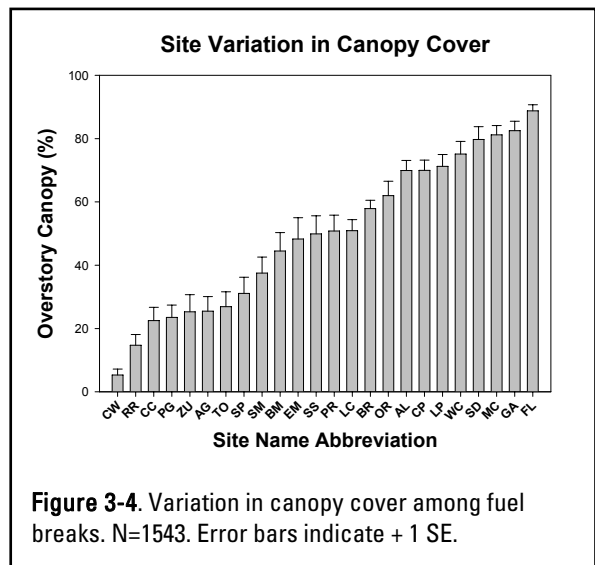 Site Variation in Canopy Cover
Overstory Canopy (%)
100
80
60
40
20
0
CW RR CC PG ZU AG TO SP SM BM EM SS PR LC BR OR AL CP LP WC SD MC GA FL
Site Name Abbreviation
Figure 3-4. Variation in canopy cover among fuel
breaks. N=1543. Error bars indicate + 1 SE.